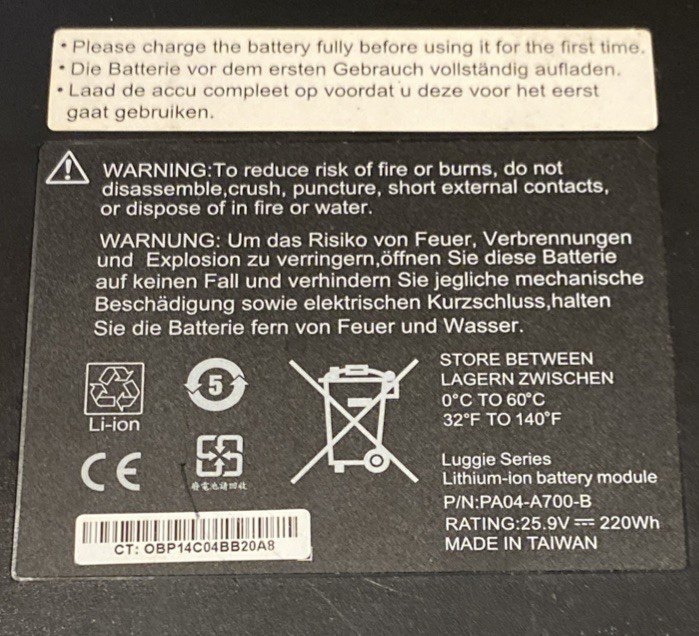 • Please charge the battery fully before using it for the first time.
• Die Batterie vor dem ersten Gebrauch vollständig aufladen.
• Laad de accu compleet op voordat u deze voor het eerst
gaat gebruiken.
WARNING:To reduce risk of fire or burns, do not
disassemble,crush, puncture, short external contacts,
or dispose of in fire or water.
WARNUNG: Um das Risiko von Feuer, Verbrennungen
und Explosion zu verringern,öffnen Sie diese Batterie
auf keinen Fall und verhindern Sie jegliche mechanische
Beschädigung sowie elektrischen Kurzschluss,halten
Sie die Batterie fern von Feuer und Wasser.
Li-ion
5
CE
廢電池請回收
STORE BETWEEN
LAGERN ZWISCHEN
0°C TO 60°C
32°F TO 140°F
Luggie Series
Lithium-ion battery module
P/N:PA04-A700-B
RATING:25.9V ⎓ 220Wh
MADE IN TAIWAN
CT: OBP14C04BB20A8